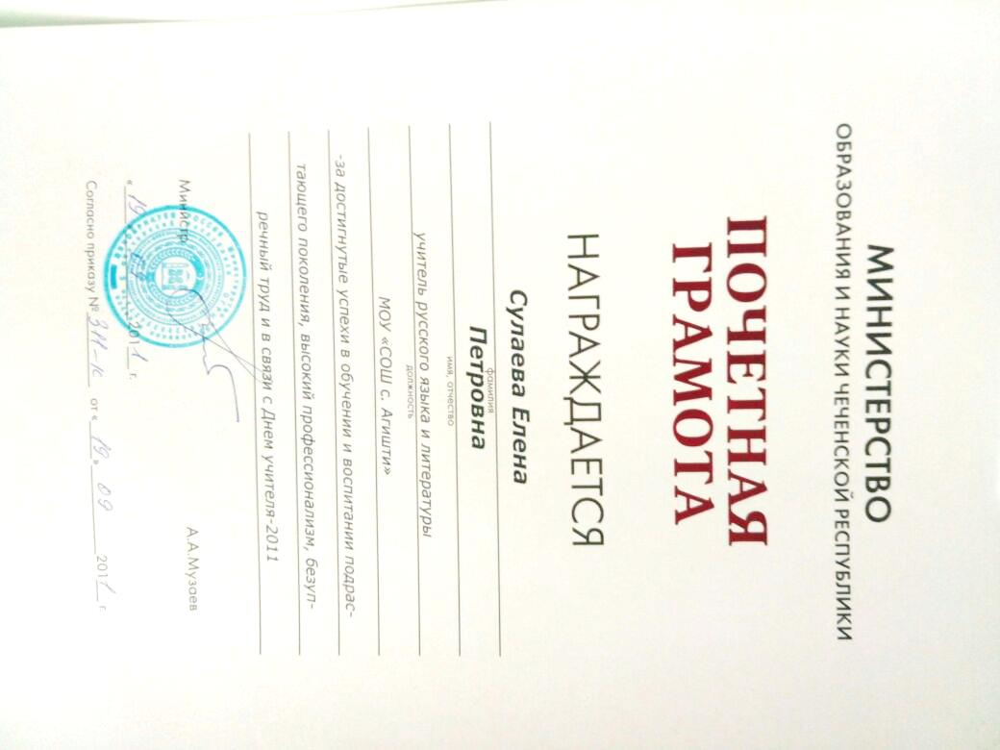 МИНИСТЕРСТВО
ОБРАЗОВАНИЯ И НАУКИ ЧЕЧЕНСКОЙ РЕСПУБЛИКИ
ПОЧЕТНАЯ
ГРАМОТА
НАГРАЖДАЕТСЯ
Сулаева Елена
фамилия
Петровна
имя, отчество
учитель русского языка и литературы
должность
МОУ «СОШ с. Агишти»
-за достигнутые успехи в обучении и воспитании подрас-
тающего поколения, высокий профессионализм, безуп-
речный труд и в связи с Днем учителя-2011
Министр А.А.Музаев
« 19 » 09 2011 г.
Согласно приказу № 311-к от « 19 » 09 2011 г.